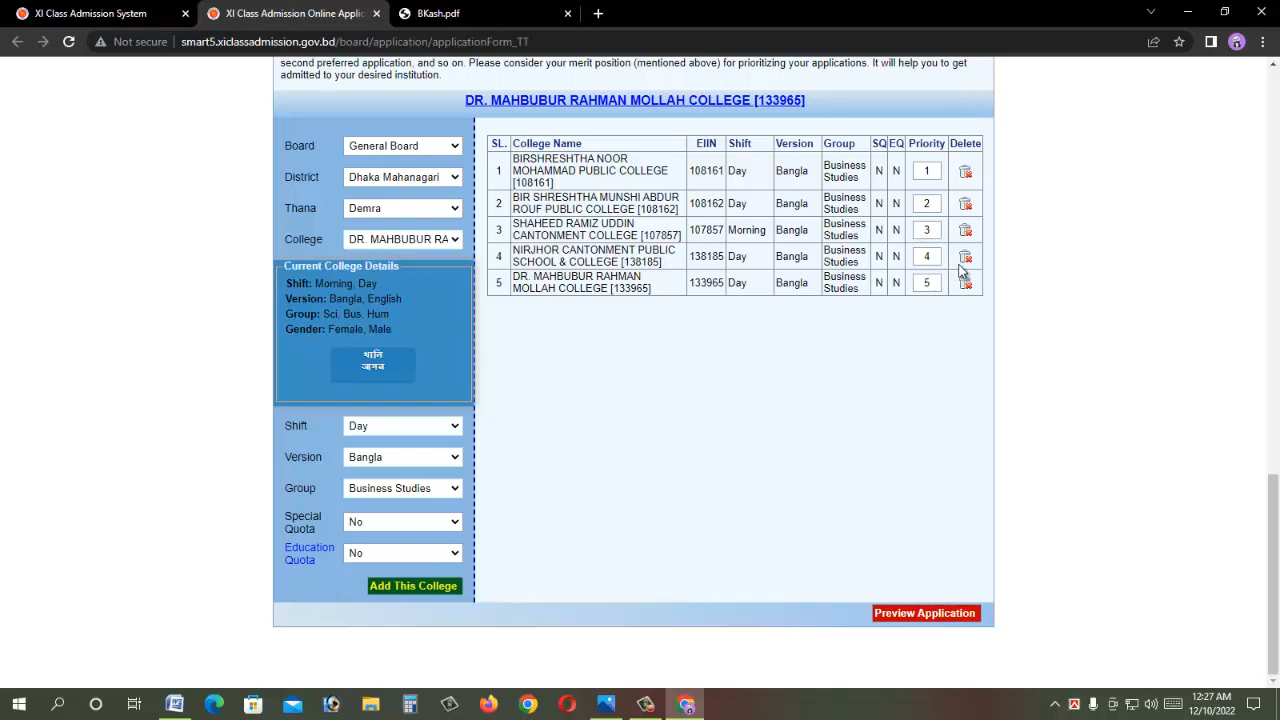 XI Class Admission System
XI Class Admission Online Applic
BKash.pdf
Not secure
smart5.xiclassadmission.gov.bd/board/application/applicationForm_TT
second preferred application, and so on. Please consider your merit position (mentioned above) for prioritizing your applications. It will help you to get
admitted to your desired institution.
DR. MAHBUBUR RAHMAN MOLLAH COLLEGE [133965]
Board General Board
District Dhaka Mahanagari
Thana Demra
College DR. MAHBUBUR RA
Current College Details
Shift: Morning, Day
Version: Bangla, English
Group: Sci, Bus, Hum
Gender: Female, Male
খালি
আসন
Shift Day
Version Bangla
Group Business Studies
Special
Quota
No
Education
Quota
No
Add This College
SL. College Name EIIN Shift Version Group SQ EQ Priority Delete
1 BIRSHRESHTHA NOOR
MOHAMMAD PUBLIC COLLEGE
[108161]
108161 Day Bangla Business
Studies
N N 1
2 BIR SHRESHTHA MUNSHI ABDUR
ROUF PUBLIC COLLEGE [108162]
108162 Day Bangla Business
Studies
N N 2
3 SHAHEED RAMIZ UDDIN
CANTONMENT COLLEGE [107857]
107857 Morning Bangla Business
Studies
N N 3
4 NIRJHOR CANTONMENT PUBLIC
SCHOOL & COLLEGE [138185]
138185 Day Bangla Business
Studies
N N 4
5 DR. MAHBUBUR RAHMAN
MOLLAH COLLEGE [133965]
133965 Day Bangla Business
Studies
N N 5
Preview Application
12:27 AM
12/10/2022